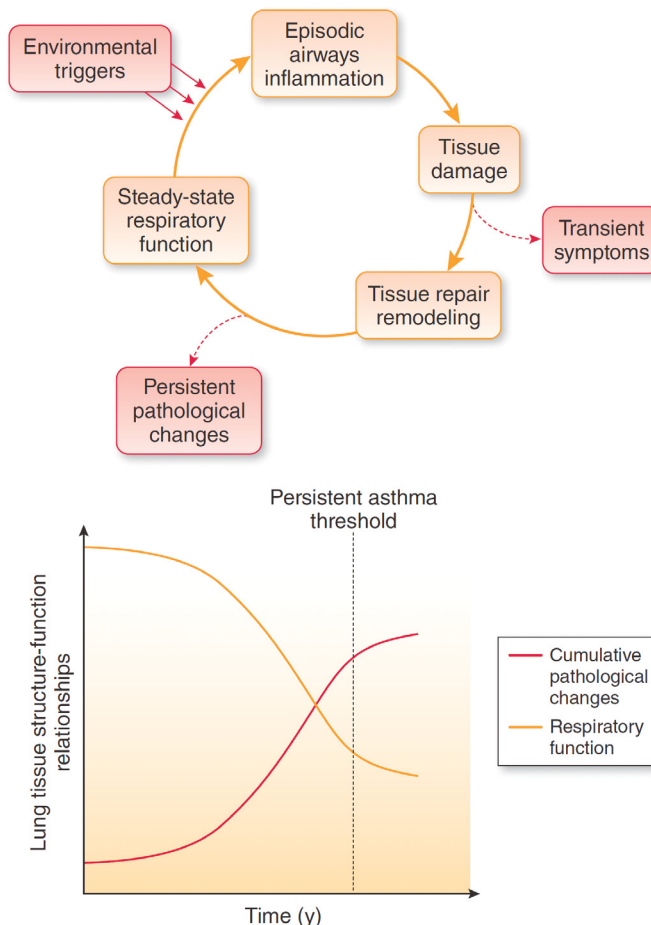 Environmental
triggers
Episodic
airways
inflammation
Tissue
damage
Transient
symptoms
Tissue repair
remodeling
Persistent
pathological
changes
Steady-state
respiratory
function
Persistent asthma
threshold
Lung tissue structure-function
relationships
Time (y)
Cumulative
pathological
changes
Respiratory
function